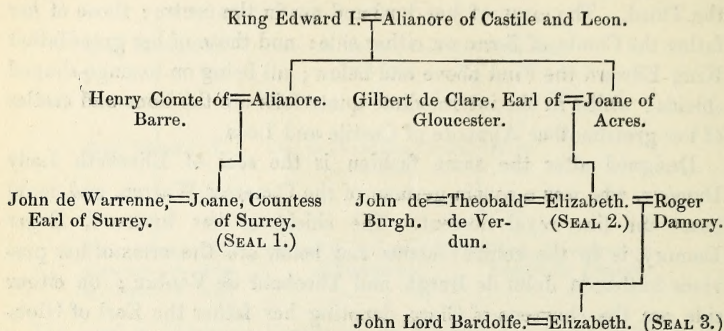 King Edward I.=Alianore of Castile and Leon.
Henry Comte of=Alianore. Gilbert de Clare, Earl of=Joane of
Barre. Gloucester. Acres.
John de Warrenne,=Joane, Countess John de=Theobald=Elizabeth.=Roger
Earl of Surrey. of Surrey. Burgh. de Ver- (SEAL 2.) Damory.
(SEAL 1.) dun.
John Lord Bardolfe.=Elizabeth. (SEAL 3.)